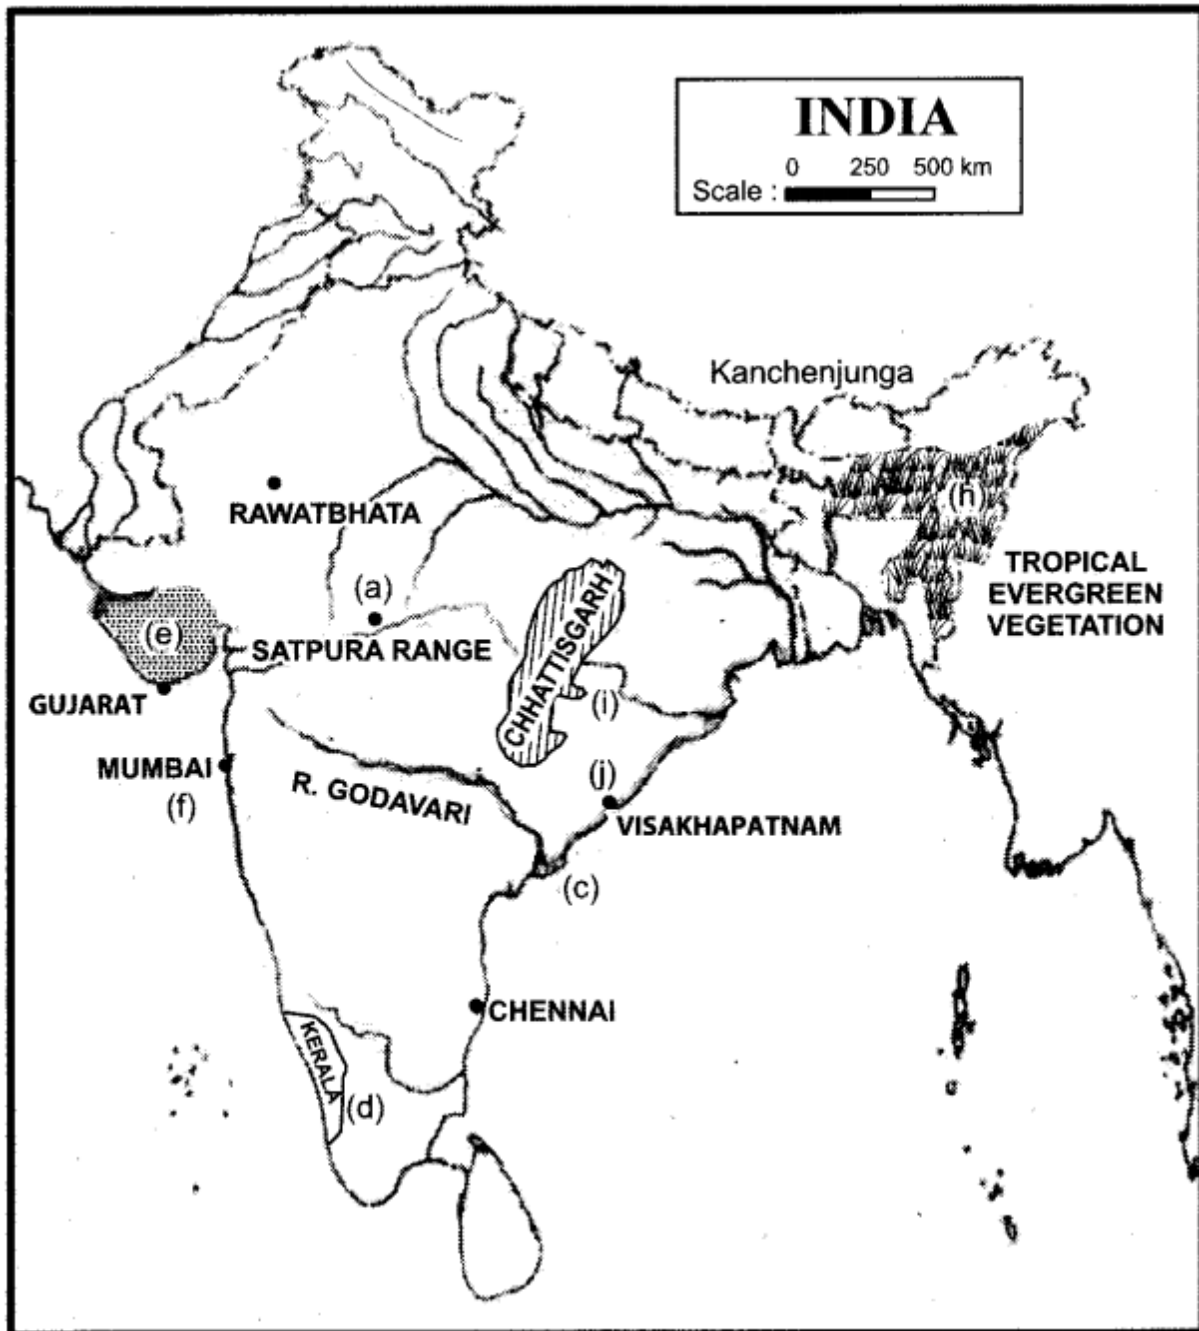 INDIA
0 250 500 km
Scale :
Kanchenjunga
RAWATBHATA
(h)
TROPICAL
EVERGREEN
VEGETATION
(a)
(e)
SATPURA RANGE
CHHATTISGARH
GUJARAT
(i)
MUMBAI
(f)
R. GODAVARI
(j)
VISAKHAPATNAM
(c)
CHENNAI
KERALA
(d)